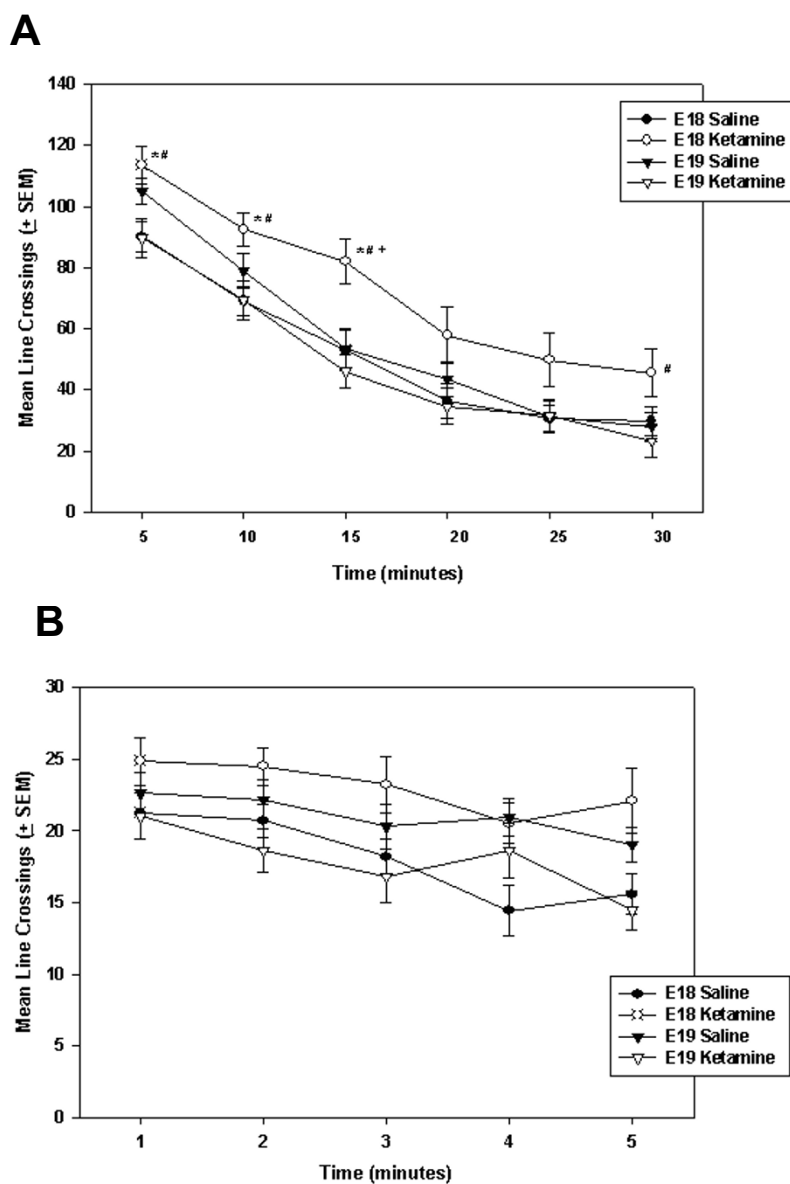 A
140
120
100
80
60
40
20
0
Mean Line Crossings (± SEM)
E18 Saline
E18 Ketamine
E19 Saline
E19 Ketamine
*#
*#
*# +
#
5 10 15 20 25 30
Time (minutes)
B
30
25
20
15
10
5
0
Mean Line Crossings (± SEM)
E18 Saline
E18 Ketamine
E19 Saline
E19 Ketamine
1 2 3 4 5
Time (minutes)